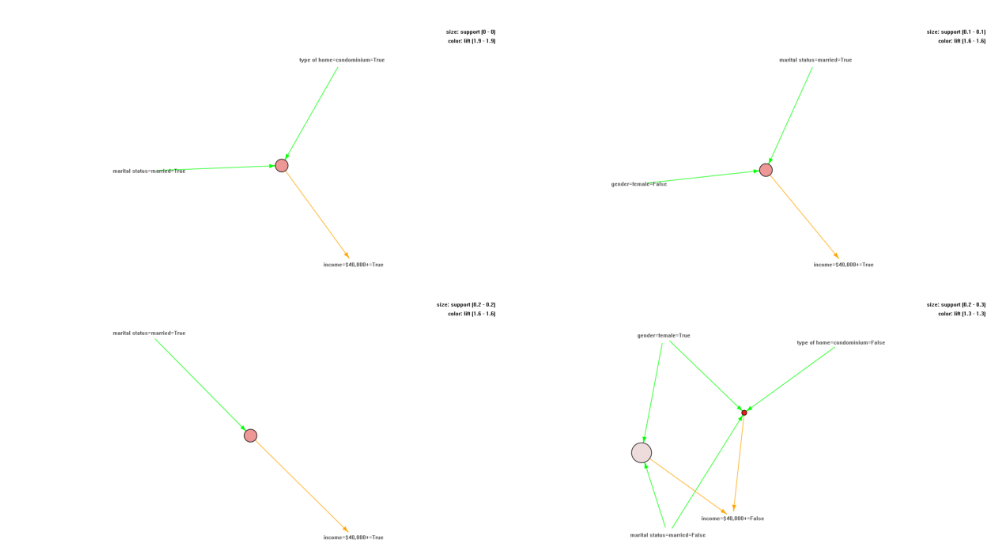 size: support (0 - 0)
color: lift (1.9 - 1.9)
type of home=condominium=True
marital status=married=True
income=$40,000+=True
size: support (0.1 - 0.1)
color: lift (1.6 - 1.6)
marital status=married=True
gender=female=False
income=$40,000+=True
size: support (0.2 - 0.2)
color: lift (1.6 - 1.6)
marital status=married=True
income=$40,000+=True
size: support (0.2 - 0.3)
color: lift (1.3 - 1.3)
gender=female=True
type of home=condominium=False
income=$40,000+=False
marital status=married=False